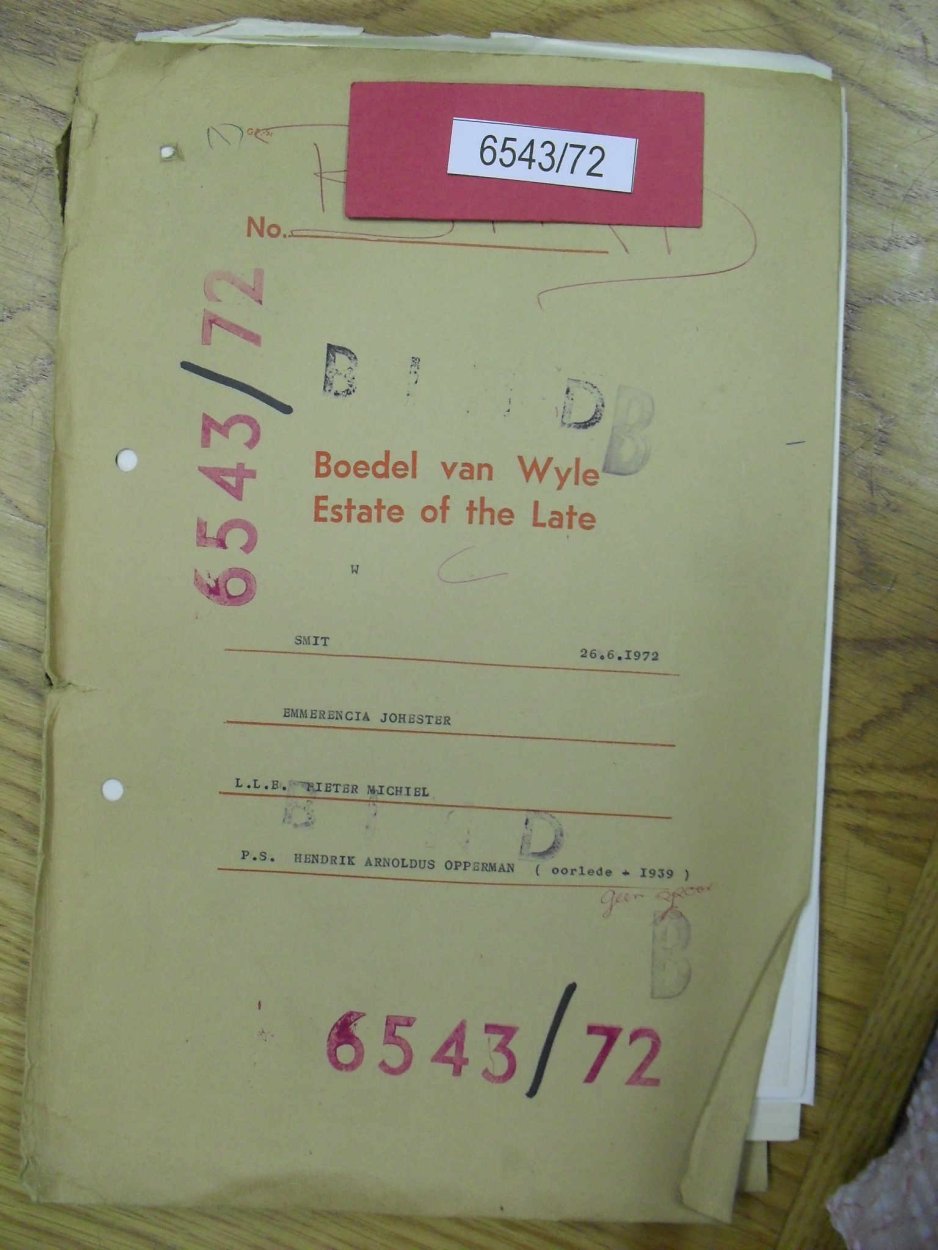 6543/72
No.
6543/72
B I D B
Boedel van Wyle
Estate of the Late
W C
SMIT 26.6.1972
EMMERENCIA JOHESTER
L.L.E. PIETER MICHIEL
B I D
P.S. HENDRIK ARNOLDUS OPPERMAN ( oorlede + 1939 )
geen
B
6543/72